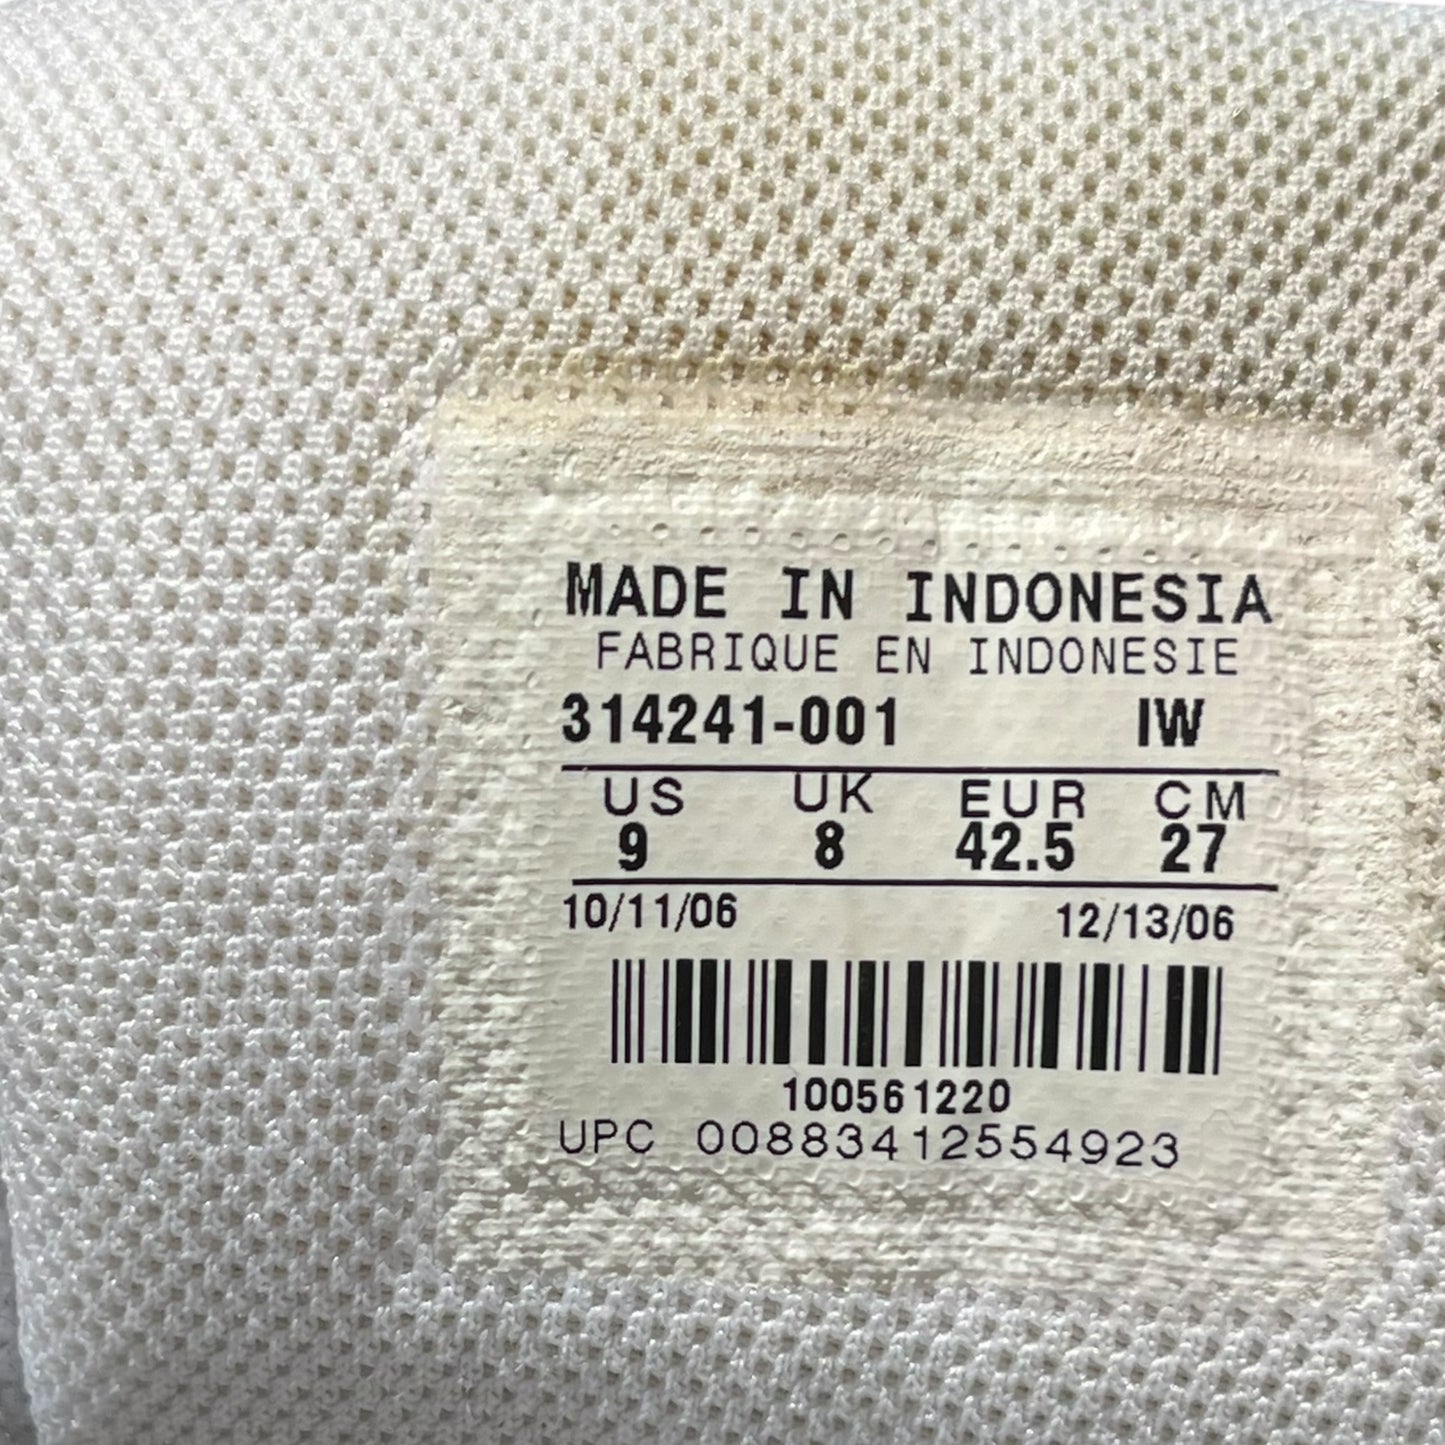 MADE IN INDONESIA
FABRIQUE EN INDONESIE
314241-001 IW
US UK EUR CM
9 8 42.5 27
10/11/06 12/13/06
100561220
UPC 00883412554923